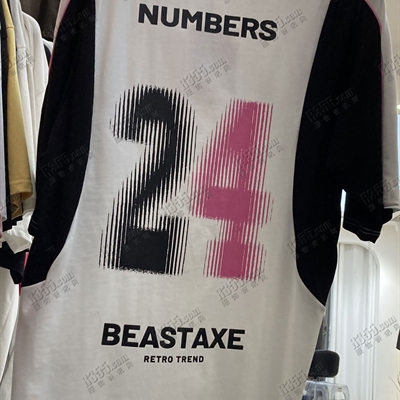 NUMBERS
24
BEASTAXE
RETRO TREND